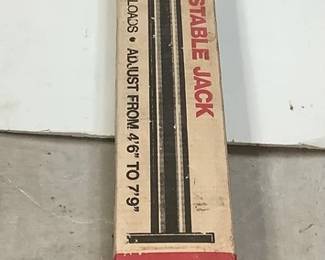 STABLE JACK
LOADS • ADJUST FROM 4'6" TO 7'9"